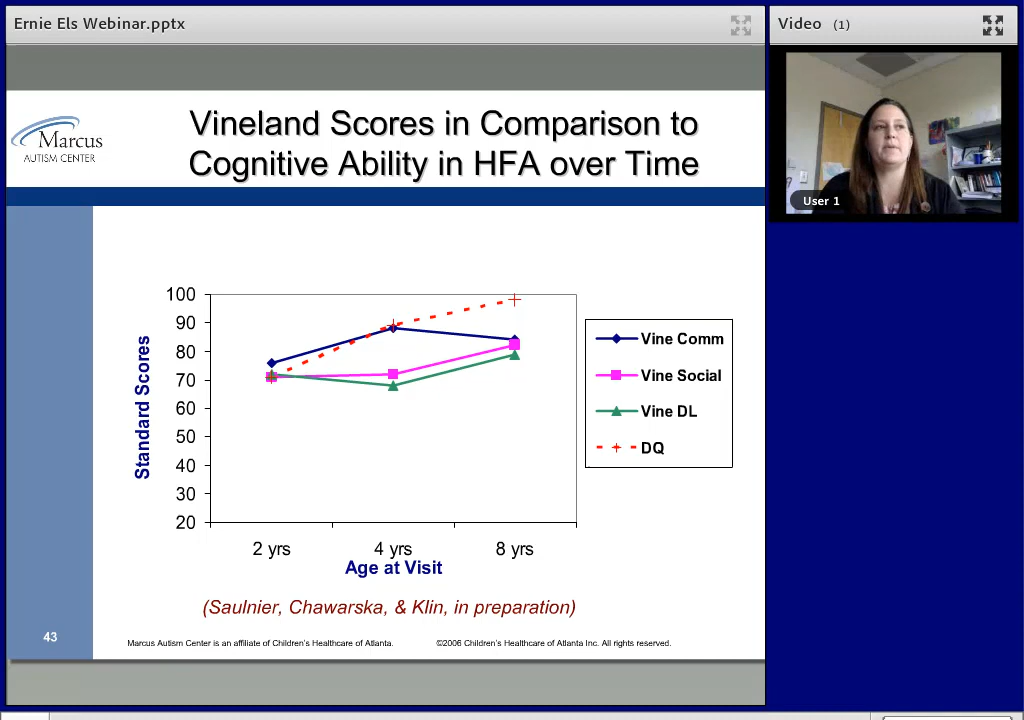 Ernie Els Webinar.pptx
Video (1)
Marcus
AUTISM CENTER
Vineland Scores in Comparison to
Cognitive Ability in HFA over Time
User 1
100
90
80
70
60
50
40
30
20
Standard Scores
2 yrs 4 yrs 8 yrs
Age at Visit
Vine Comm
Vine Social
Vine DL
DQ
(Saulnier, Chawarska, & Klin, in preparation)
43
Marcus Autism Center is an affiliate of Children's Healthcare of Atlanta. ©2006 Children's Healthcare of Atlanta Inc. All rights reserved.